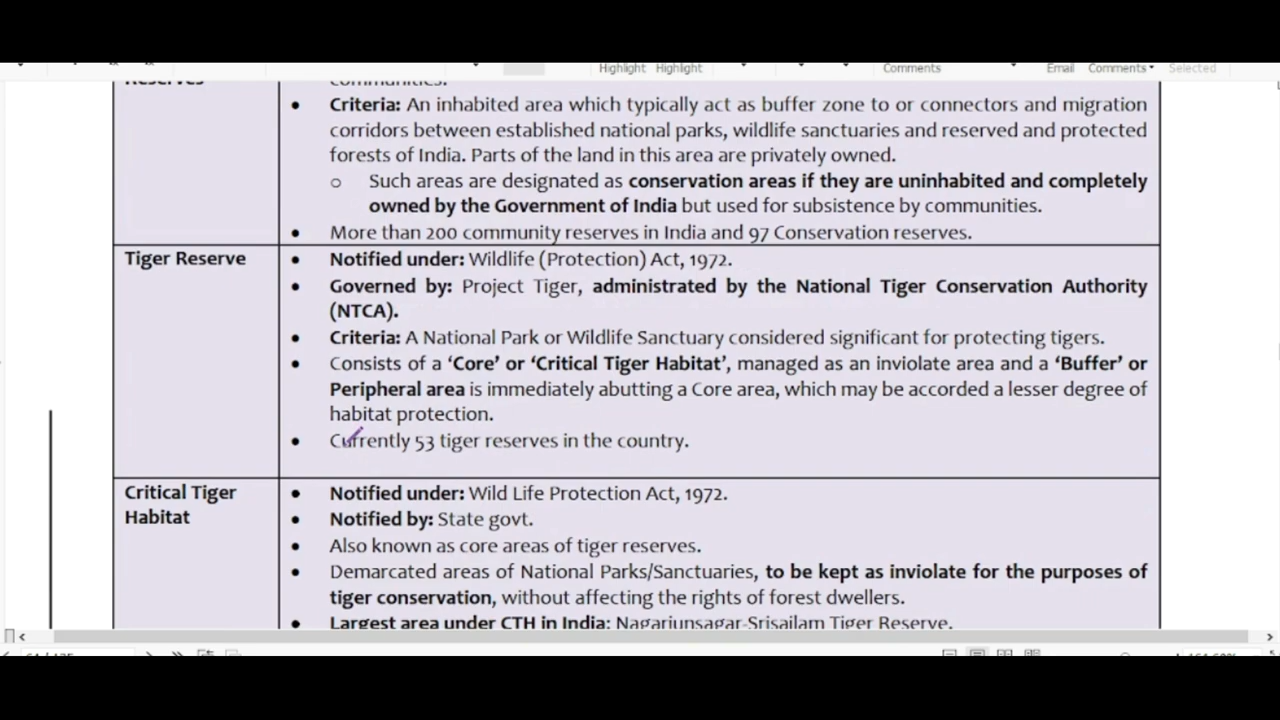 Highlight Highlight Comments Email Comments Selected
Reserves
communities.
• Criteria: An inhabited area which typically act as buffer zone to or connectors and migration
corridors between established national parks, wildlife sanctuaries and reserved and protected
forests of India. Parts of the land in this area are privately owned.
o Such areas are designated as conservation areas if they are uninhabited and completely
owned by the Government of India but used for subsistence by communities.
• More than 200 community reserves in India and 97 Conservation reserves.
Tiger Reserve
• Notified under: Wildlife (Protection) Act, 1972.
• Governed by: Project Tiger, administrated by the National Tiger Conservation Authority
(NTCA).
• Criteria: A National Park or Wildlife Sanctuary considered significant for protecting tigers.
• Consists of a ‘Core’ or ‘Critical Tiger Habitat’, managed as an inviolate area and a ‘Buffer’ or
Peripheral area is immediately abutting a Core area, which may be accorded a lesser degree of
habitat protection.
• Currently 53 tiger reserves in the country.
Critical Tiger
Habitat
• Notified under: Wild Life Protection Act, 1972.
• Notified by: State govt.
• Also known as core areas of tiger reserves.
• Demarcated areas of National Parks/Sanctuaries, to be kept as inviolate for the purposes of
tiger conservation, without affecting the rights of forest dwellers.
• Largest area under CTH in India: Nagarjunsagar-Srisailam Tiger Reserve.